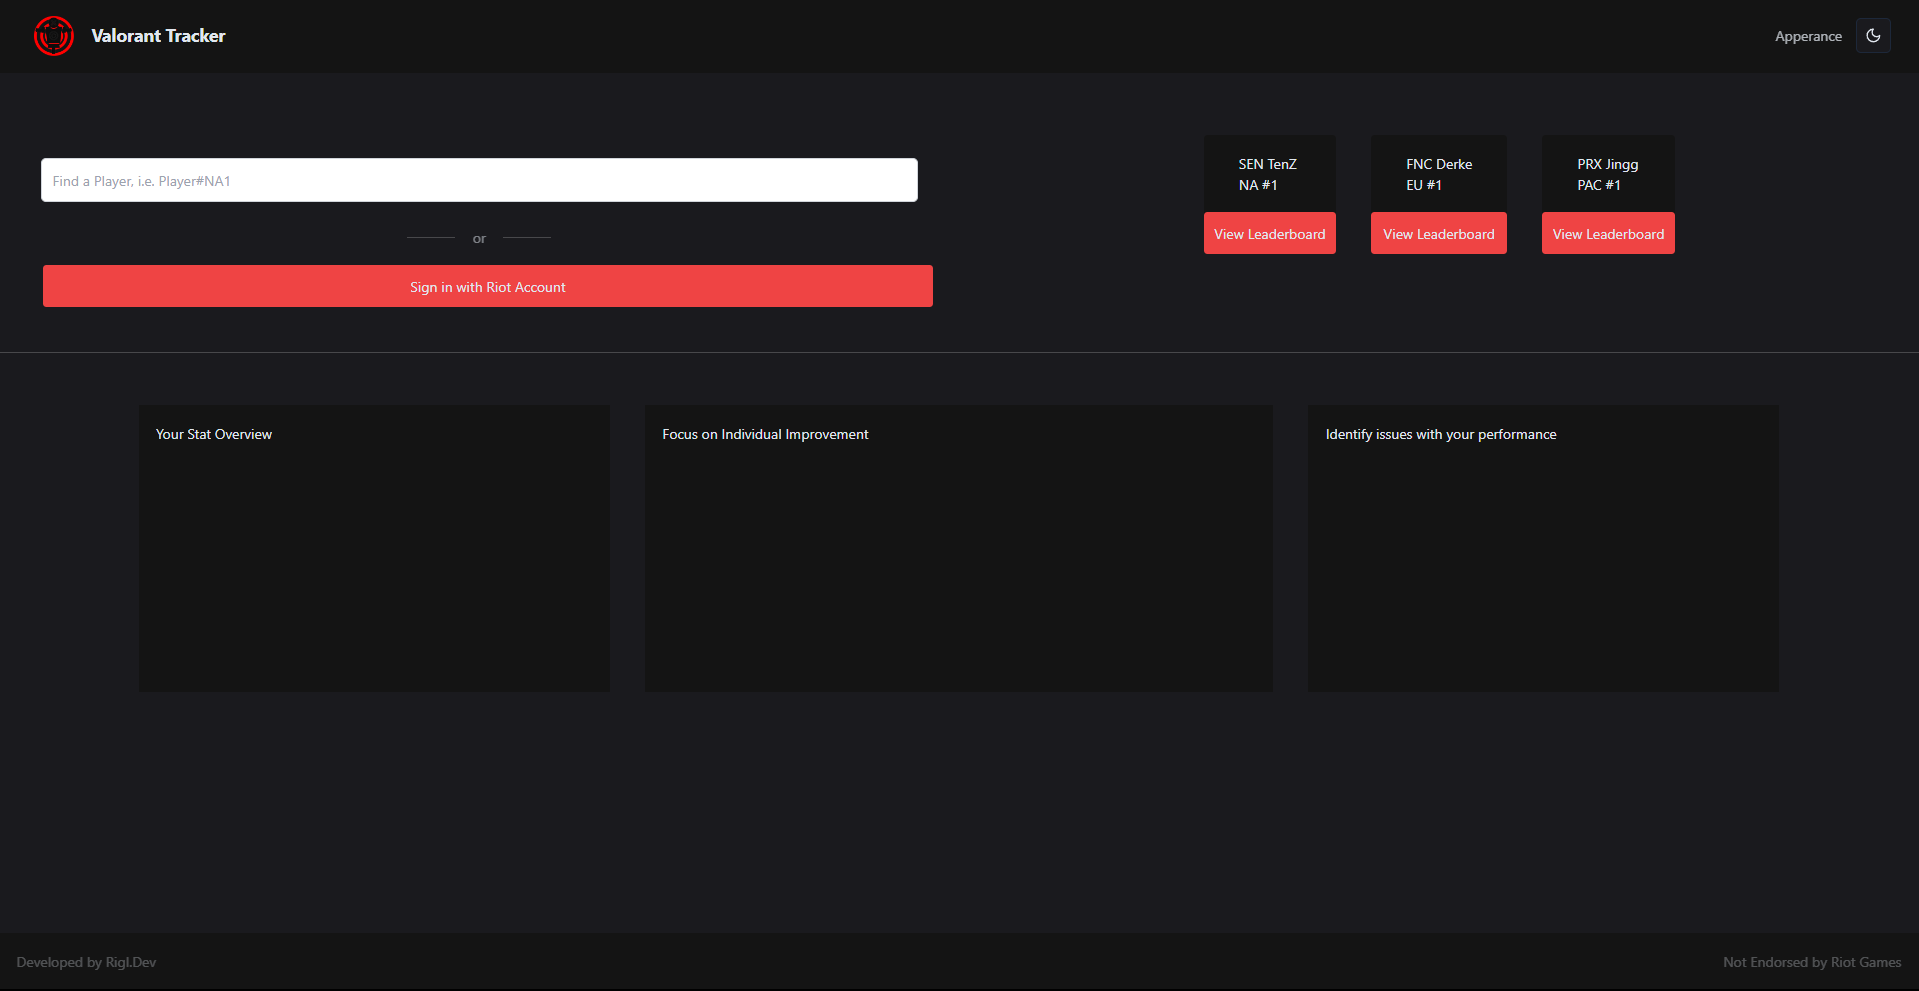 Valorant Tracker
Apperance
Find a Player, i.e. Player#NA1
or
Sign in with Riot Account
SEN TenZ
NA #1
View Leaderboard
FNC Derke
EU #1
View Leaderboard
PRX Jingg
PAC #1
View Leaderboard
Your Stat Overview
Focus on Individual Improvement
Identify issues with your performance
Developed by Rigl.Dev
Not Endorsed by Riot Games